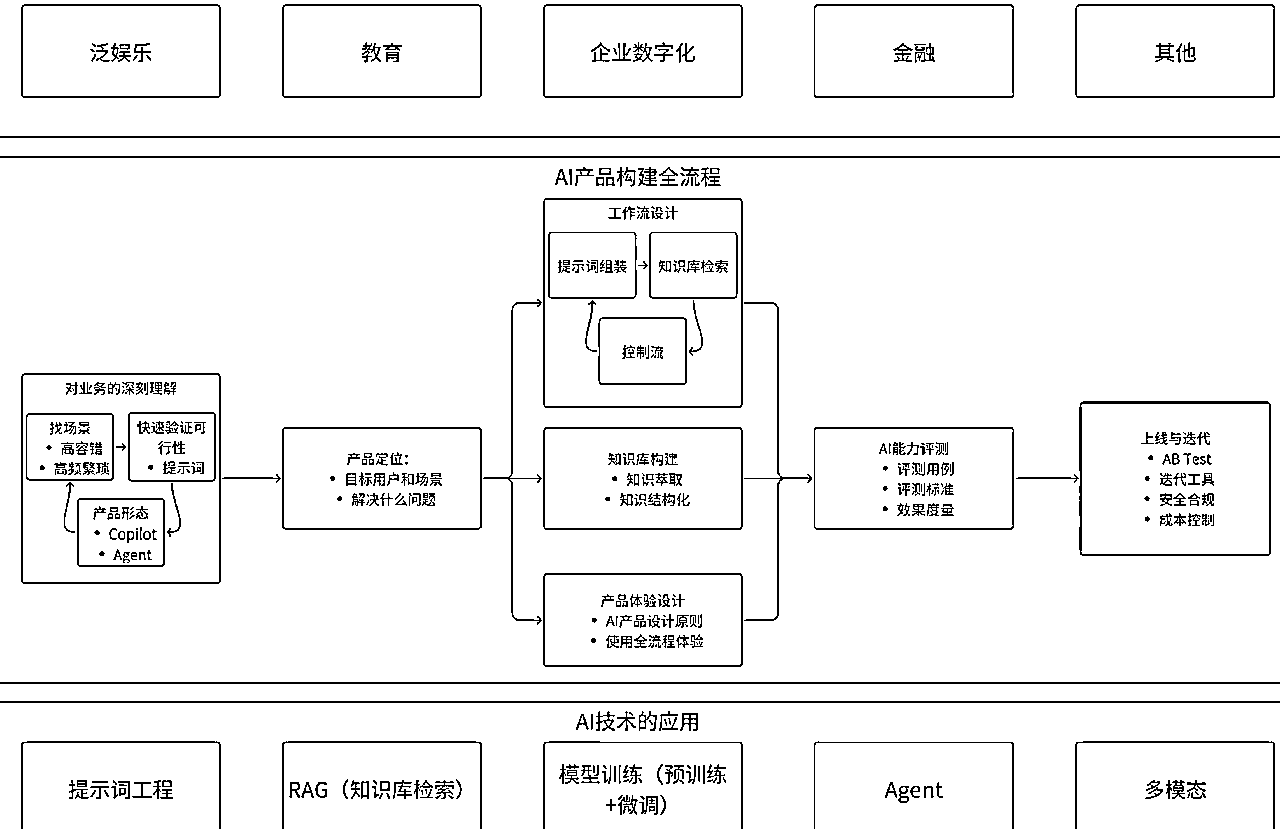 泛娱乐
教育
企业数字化
金融
其他
AI产品构建全流程
工作流设计
提示词组装
知识库检索
控制流
对业务的深刻理解
找场景
• 高容错
• 高频繁琐
快速验证可
行性
• 提示词
产品形态
• Copilot
• Agent
产品定位：
• 目标用户和场景
• 解决什么问题
知识库构建
• 知识萃取
• 知识结构化
产品体验设计
• AI产品设计原则
• 使用全流程体验
AI能力评测
• 评测用例
• 评测标准
• 效果度量
上线与迭代
• AB Test
• 迭代工具
• 安全合规
• 成本控制
AI技术的应用
提示词工程
RAG（知识库检索）
模型训练（预训练
+微调）
Agent
多模态